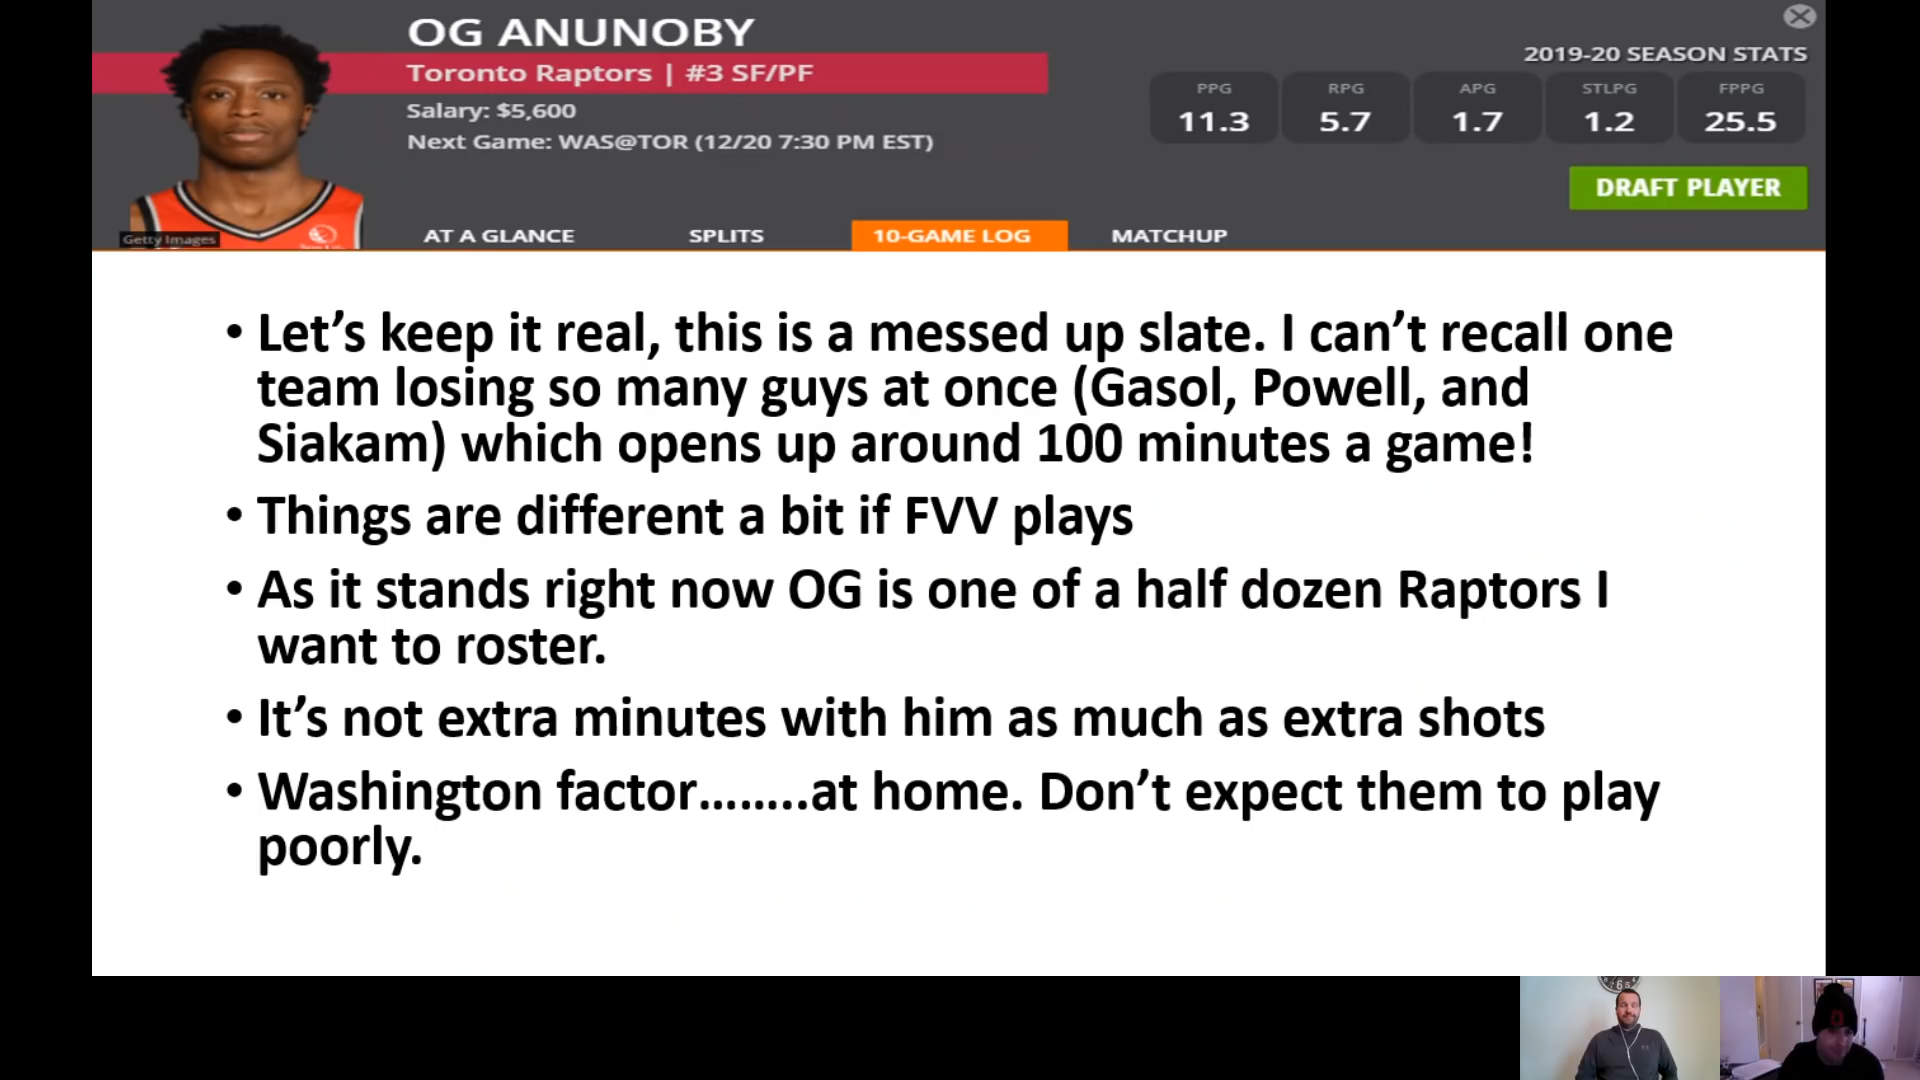 OG ANUNOBY
Toronto Raptors | #3 SF/PF
Salary: $5,600
Next Game: WAS@TOR (12/20 7:30 PM EST)
2019-20 SEASON STATS
PPG RPG APG STLPG FPPG
11.3 5.7 1.7 1.2 25.5
DRAFT PLAYER
Getty Images
AT A GLANCE SPLITS 10-GAME LOG MATCHUP
• Let’s keep it real, this is a messed up slate. I can’t recall one
team losing so many guys at once (Gasol, Powell, and
Siakam) which opens up around 100 minutes a game!
• Things are different a bit if FVV plays
• As it stands right now OG is one of a half dozen Raptors I
want to roster.
• It’s not extra minutes with him as much as extra shots
• Washington factor........at home. Don’t expect them to play
poorly.